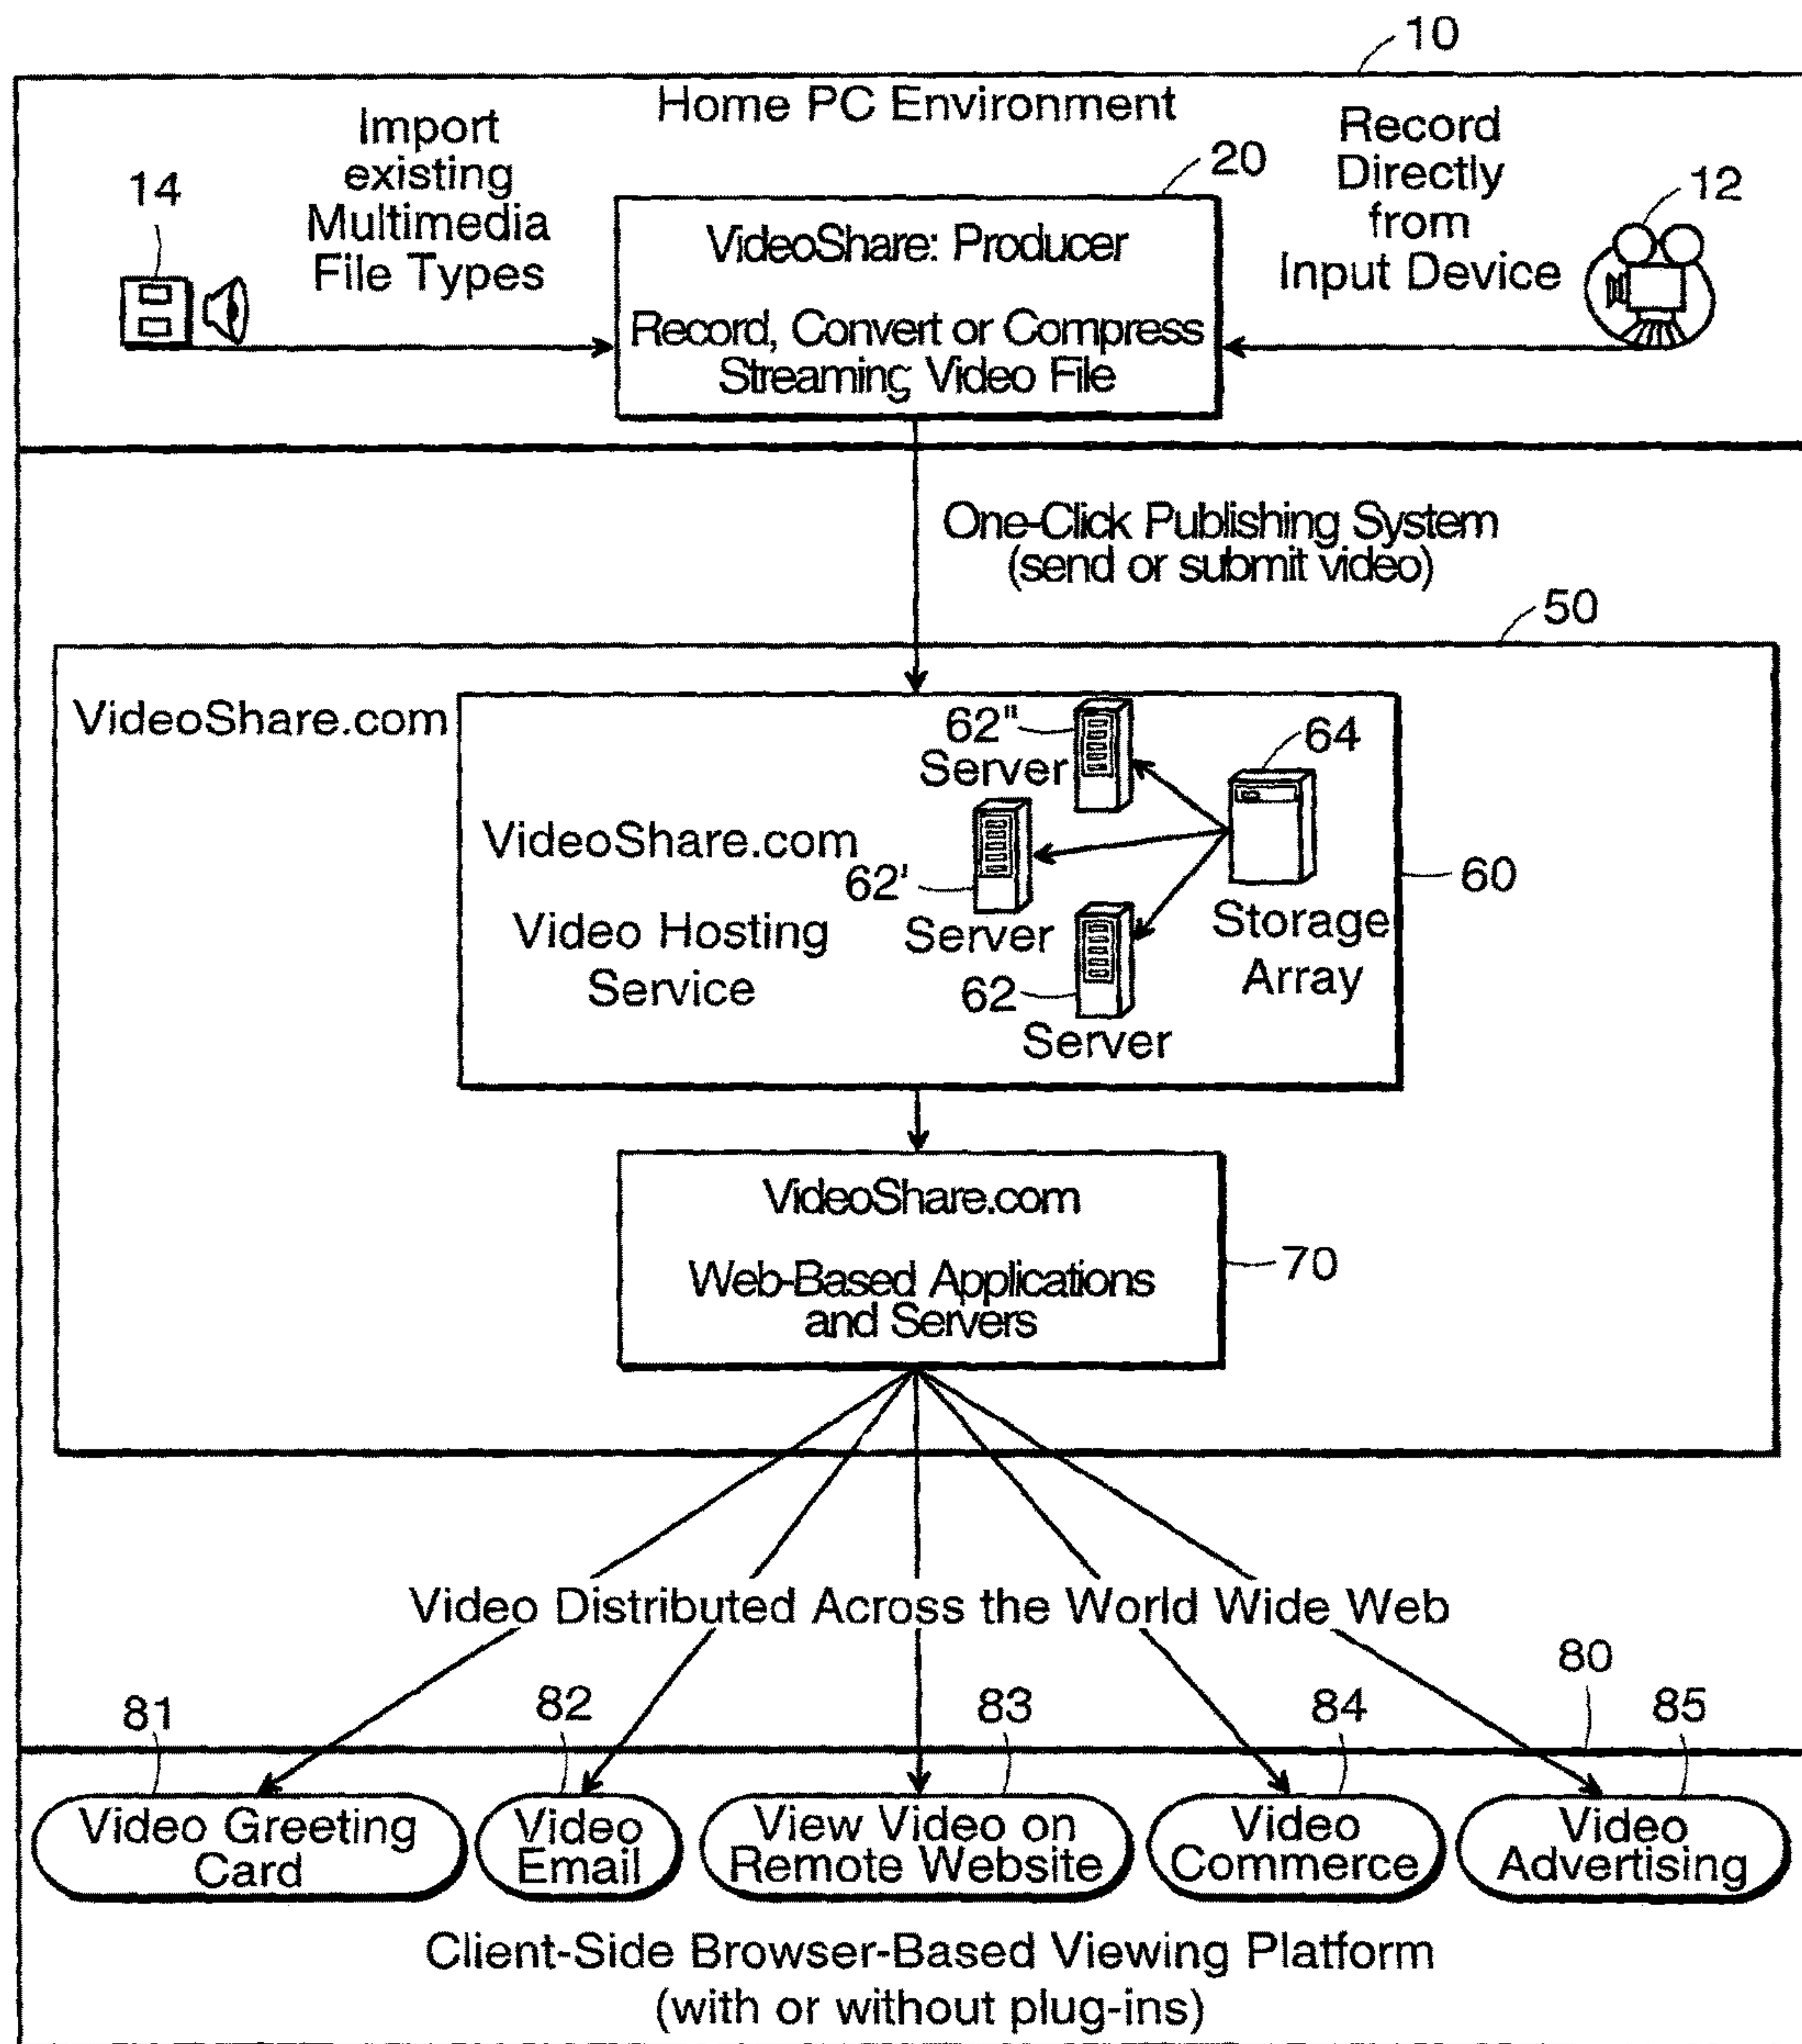 10
Home PC Environment
Import
existing
Multimedia
File Types
14
20
VideoShare: Producer
Record, Convert or Compress
Streaming Video File
Record
Directly
from
Input Device
12
One-Click Publishing System
(send or submit video)
50
VideoShare.com
62"
Server
64
VideoShare.com
62'
Server
Video Hosting
Service
62
Server
Storage
Array
60
VideoShare.com
Web-Based Applications
and Servers
70
Video Distributed Across the World Wide Web
80
81
82
83
84
85
Video Greeting
Card
Video
Email
View Video on
Remote Website
Video
Commerce
Video
Advertising
Client-Side Browser-Based Viewing Platform
(with or without plug-ins)